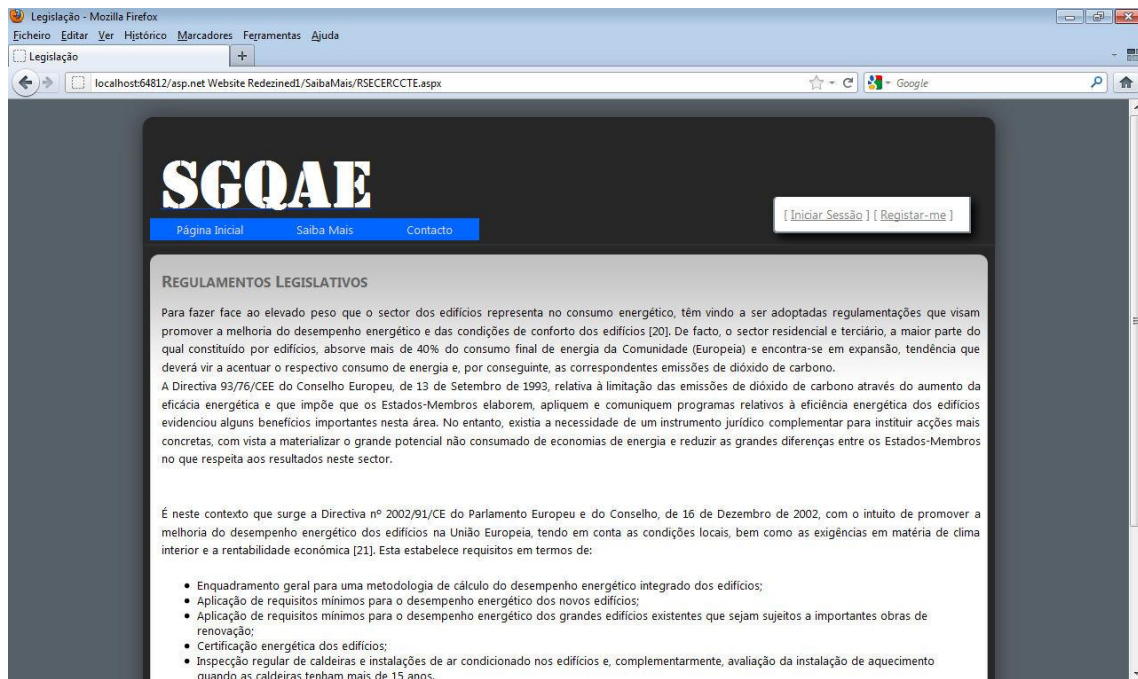 Legislação - Mozilla Firefox
Ficheiro Editar Ver Histórico Marcadores Ferramentas Ajuda
Legislação
localhost:64812/asp.net Website Redezined1/SaibaMais/RSECERCCTE.aspx
Google
SGQAE
[ Iniciar Sessão ] [ Registar-me ]
Página Inicial Saiba Mais Contacto
Regulamentos Legislativos
Para fazer face ao elevado peso que o sector dos edifícios representa no consumo energético, têm vindo a ser adoptadas regulamentações que visam
promover a melhoria do desempenho energético e das condições de conforto dos edifícios [20]. De facto, o sector residencial e terciário, a maior parte do
qual constituído por edifícios, absorve mais de 40% do consumo final de energia da Comunidade (Europeia) e encontra-se em expansão, tendência que
deverá vir a acentuar o respectivo consumo de energia e, por conseguinte, as correspondentes emissões de dióxido de carbono.
A Directiva 93/76/CEE do Conselho Europeu, de 13 de Setembro de 1993, relativa à limitação das emissões de dióxido de carbono através do aumento da
eficácia energética e que impõe que os Estados-Membros elaborem, apliquem e comuniquem programas relativos à eficiência energética dos edifícios
evidenciou alguns benefícios importantes nesta área. No entanto, existia a necessidade de um instrumento jurídico complementar para instituir acções mais
concretas, com vista a materializar o grande potencial não consumado de economias de energia e reduzir as grandes diferenças entre os Estados-Membros
no que respeita aos resultados neste sector.
É neste contexto que surge a Directiva nº 2002/91/CE do Parlamento Europeu e do Conselho, de 16 de Dezembro de 2002, com o intuito de promover a
melhoria do desempenho energético dos edifícios na União Europeia, tendo em conta as condições locais, bem como as exigências em matéria de clima
interior e a rentabilidade económica [21]. Esta estabelece requisitos em termos de:
• Enquadramento geral para uma metodologia de cálculo do desempenho energético integrado dos edifícios;
• Aplicação de requisitos mínimos para o desempenho energético dos novos edifícios;
• Aplicação de requisitos mínimos para o desempenho energético dos grandes edifícios existentes que sejam sujeitos a importantes obras de
renovação;
• Certificação energética dos edifícios;
• Inspecção regular de caldeiras e instalações de ar condicionado nos edifícios e, complementarmente, avaliação da instalação de aquecimento
quando as caldeiras tenham mais de 15 anos.